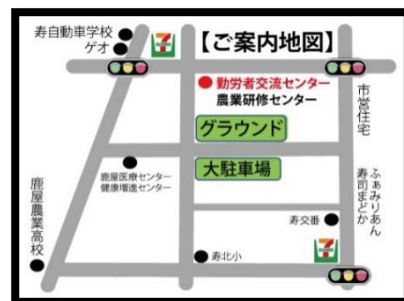 【ご案内地図】
寿自動車学校
ゲオ
勤労者交流センター
農業研修センター
グラウンド
大駐車場
市営住宅
鹿屋医療センター
健康増進センター
鹿屋農業高校
ふぁみりあん
寿司まどか
寿交番
寿北小